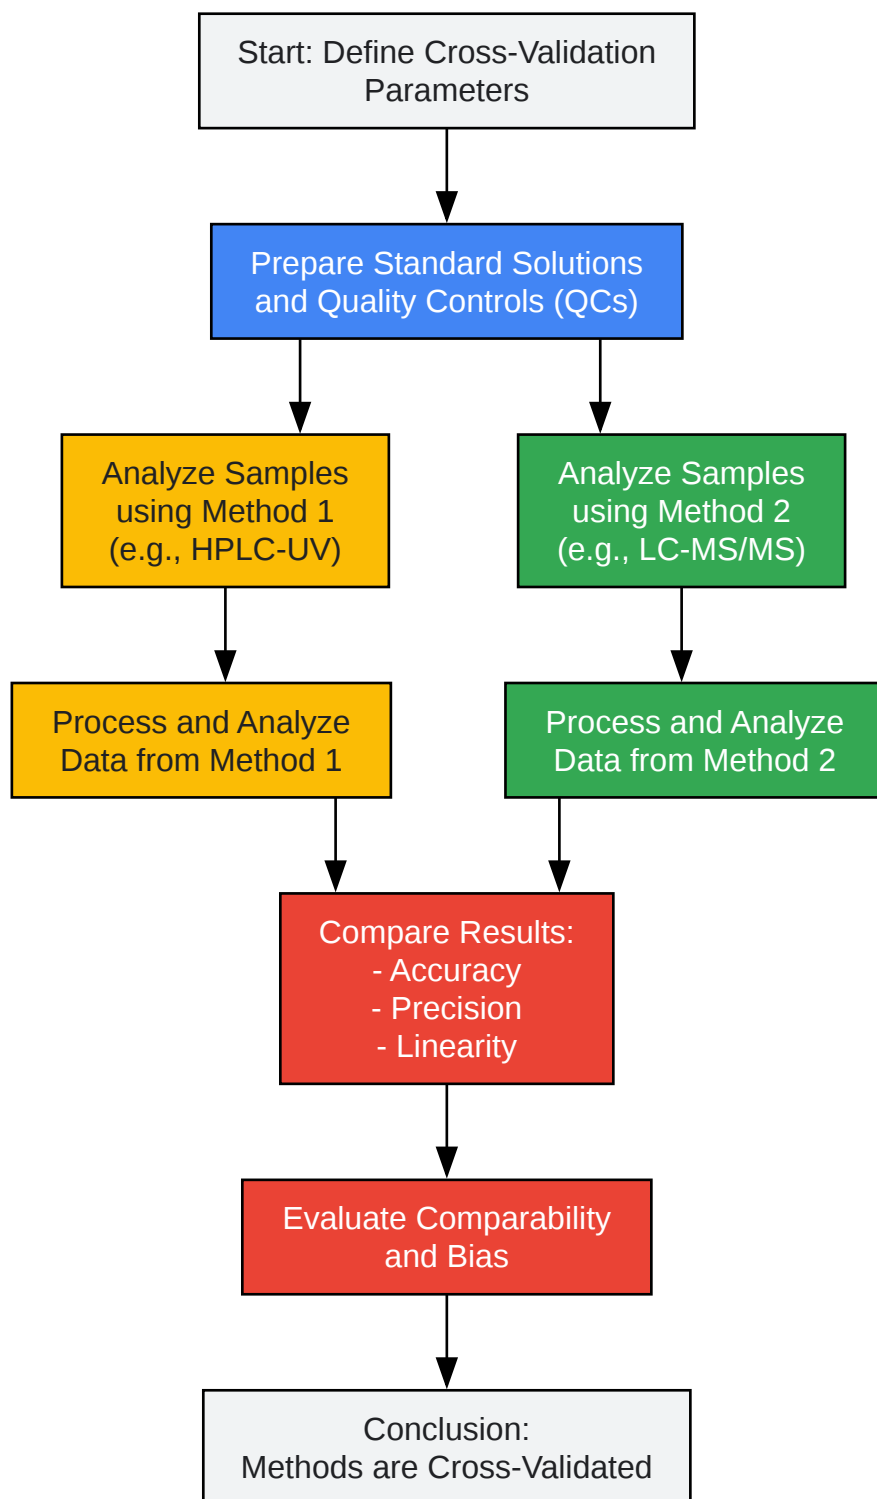 Start: Define Cross-Validation
Parameters
Prepare Standard Solutions
and Quality Controls (QCs)
Analyze Samples
using Method 1
(e.g., HPLC-UV)
Analyze Samples
using Method 2
(e.g., LC-MS/MS)
Process and Analyze
Data from Method 1
Process and Analyze
Data from Method 2
Compare Results:
- Accuracy
- Precision
- Linearity
Evaluate Comparability
and Bias
Conclusion:
Methods are Cross-Validated